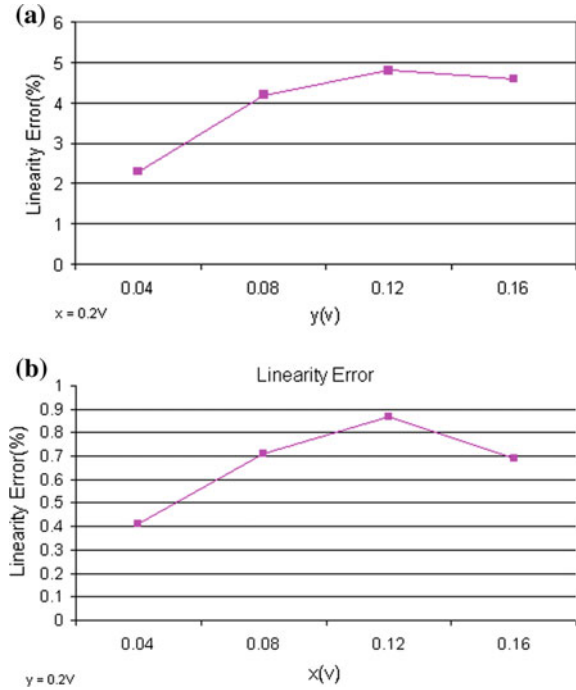 (a)
6
5
4
3
2
1
0
Linearity Error(%)
0.04 0.08 0.12 0.16
x = 0.2V
y(v)
(b)
Linearity Error
1
0.9
0.8
0.7
0.6
0.5
0.4
0.3
0.2
0.1
0
Linearity Error(%)
0.04 0.08 0.12 0.16
y = 0.2V
x(v)